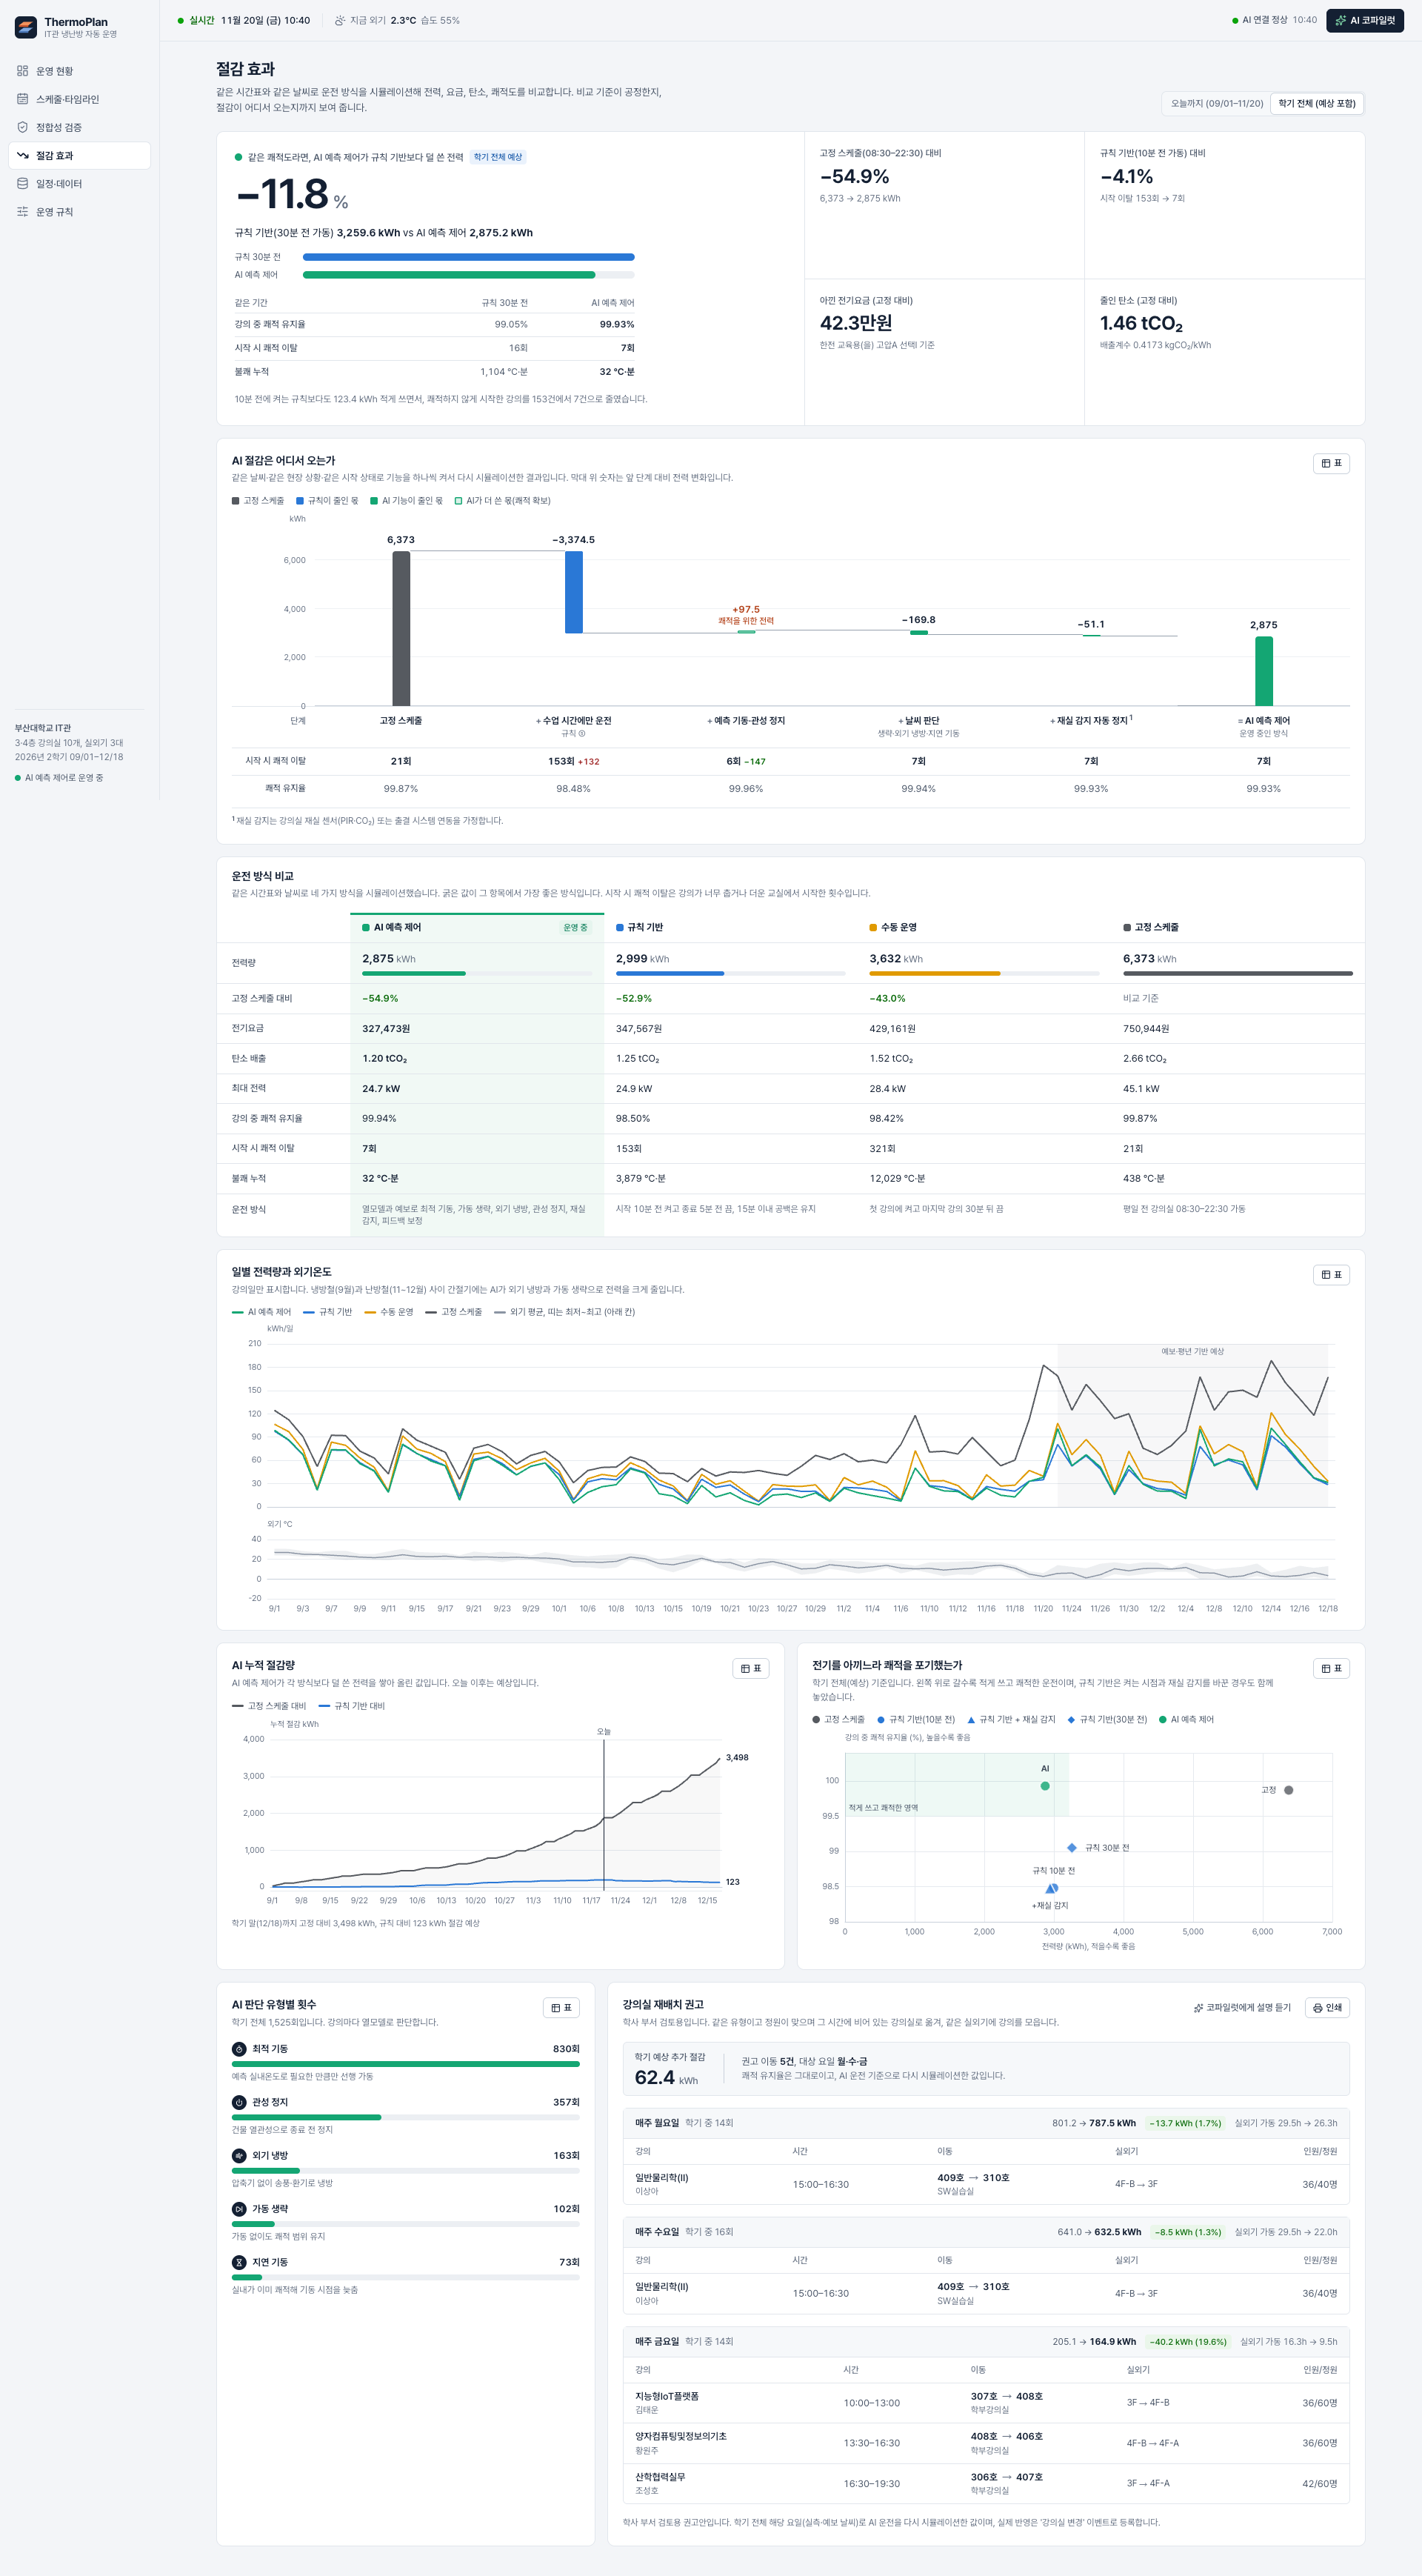 ThermoPlan
IT관 냉난방 자동 운영
운영 현황
스케줄·타임라인
정합성 검증
절감 효과
일정·데이터
운영 규칙
부산대학교 IT관
3·4층 강의실 10개, 실외기 3대
2026년 2학기 09/01–12/18
AI 예측 제어로 운영 중
실시간 11월 20일 (금) 10:40 지금 외기 2.3°C 습도 55%
AI 연결 정상 10:40 AI 코파일럿
절감 효과
같은 시간표와 같은 날씨로 운전 방식을 시뮬레이션해 전력, 요금, 탄소, 쾌적도를 비교합니다. 비교 기준이 공정한지,
절감이 어디서 오는지까지 보여 줍니다.
오늘까지 (09/01–11/20) 학기 전체 (예상 포함)
같은 쾌적도라면, AI 예측 제어가 규칙 기반보다 덜 쓴 전력 학기 전체 예상
−11.8 %
규칙 기반(30분 전 가동) 3,259.6 kWh vs AI 예측 제어 2,875.2 kWh
규칙 30분 전
AI 예측 제어
같은 기간 규칙 30분 전 AI 예측 제어
강의 중 쾌적 유지율 99.05% 99.93%
시작 시 쾌적 이탈 16회 7회
불쾌 누적 1,104 °C·분 32 °C·분
10분 전에 켜는 규칙보다도 123.4 kWh 적게 쓰면서, 쾌적하지 않게 시작한 강의를 153건에서 7건으로 줄였습니다.
고정 스케줄(08:30–22:30) 대비
−54.9%
6,373 → 2,875 kWh
규칙 기반(10분 전 가동) 대비
−4.1%
시작 이탈 153회 → 7회
아낀 전기요금 (고정 대비)
42.3만원
한전 교육용(을) 고압A 선택I 기준
줄인 탄소 (고정 대비)
1.46 tCO₂
배출계수 0.4173 kgCO₂/kWh
AI 절감은 어디서 오는가
같은 날씨·같은 현장 상황·같은 시작 상태로 기능을 하나씩 켜서 다시 시뮬레이션한 결과입니다. 막대 위 숫자는 앞 단계 대비 전력 변화입니다.
표
고정 스케줄 규칙이 줄인 몫 AI 기능이 줄인 몫 AI가 더 쓴 몫(쾌적 확보)
kWh
6,000
4,000
2,000
0
6,373
−3,374.5
+97.5
쾌적을 위한 전력
−169.8
−51.1
2,875
단계 고정 스케줄 + 수업 시간에만 운전 + 예측 기동·관성 정지 + 날씨 판단 + 재실 감지 자동 정지 1 = AI 예측 제어
생략·외기 냉방·지연 기동 운영 중인 방식
시작 시 쾌적 이탈 21회 153회 +132 6회 −147 7회 7회 7회
쾌적 유지율 99.87% 98.48% 99.96% 99.94% 99.93% 99.93%
1 재실 감지는 강의실 재실 센서(PIR·CO₂) 또는 출결 시스템 연동을 가정합니다.
운전 방식 비교
같은 시간표와 날씨로 네 가지 방식을 시뮬레이션했습니다. 굵은 값이 그 항목에서 가장 좋은 방식입니다. 시작 시 쾌적 이탈은 강의가 너무 춥거나 더운 교실에서 시작한 횟수입니다.
AI 예측 제어 운영 중 규칙 기반 수동 운영 고정 스케줄
전력량 2,875 kWh 2,999 kWh 3,632 kWh 6,373 kWh
고정 스케줄 대비 −54.9% −52.9% −43.0% 비교 기준
전기요금 327,473원 347,567원 429,161원 750,944원
탄소 배출 1.20 tCO₂ 1.25 tCO₂ 1.52 tCO₂ 2.66 tCO₂
최대 전력 24.7 kW 24.9 kW 28.4 kW 45.1 kW
강의 중 쾌적 유지율 99.94% 98.50% 98.42% 99.87%
시작 시 쾌적 이탈 7회 153회 321회 21회
불쾌 누적 32 °C·분 3,879 °C·분 12,029 °C·분 438 °C·분
운전 방식 열모델과 예보로 최적 기동, 가동 생략, 외기 냉방, 관성 정지, 재실 감지, 피드백 보정 시작 10분 전 켜고 종료 5분 전 끔, 15분 이내 공백은 유지 첫 강의에 켜고 마지막 강의 30분 뒤 끔 평일 전 강의실 08:30–22:30 가동
일별 전력량과 외기온도
강의일만 표시합니다. 냉방철(9월)과 난방철(11–12월) 사이 간절기에는 AI가 외기 냉방과 가동 생략으로 전력을 크게 줄입니다.
표
AI 예측 제어 규칙 기반 수동 운영 고정 스케줄 외기 평균, 띠는 최저–최고 (아래 칸)
kWh/일
210
180
150
120
90
60
30
0
예보·평년 기반 예상
외기 °C
40
20
0
-20
9/1 9/3 9/7 9/9 9/11 9/15 9/17 9/21 9/23 9/29 10/1 10/6 10/8 10/13 10/15 10/19 10/21 10/23 10/27 10/29 11/2 11/4 11/6 11/10 11/12 11/16 11/18 11/20 11/24 11/26 11/30 12/2 12/4 12/8 12/10 12/14 12/16 12/18
AI 누적 절감량
AI 예측 제어가 각 방식보다 덜 쓴 전력을 쌓아 올린 값입니다. 오늘 이후는 예상입니다.
표
고정 스케줄 대비 규칙 기반 대비
누적 절감 kWh
오늘
4,000
3,000
2,000
1,000
0
3,498
123
9/1 9/8 9/15 9/22 9/29 10/6 10/13 10/20 10/27 11/3 11/10 11/17 11/24 12/1 12/8 12/15
학기 말(12/18)까지 고정 대비 3,498 kWh, 규칙 대비 123 kWh 절감 예상
전기를 아끼느라 쾌적을 포기했는가
학기 전체(예상) 기준입니다. 왼쪽 위로 갈수록 적게 쓰고 쾌적한 운전이며, 규칙 기반은 켜는 시점과 재실 감지를 바꾼 경우도 함께
놓았습니다.
표
고정 스케줄 규칙 기반(10분 전) 규칙 기반 + 재실 감지 규칙 기반(30분 전) AI 예측 제어
강의 중 쾌적 유지율 (%), 높을수록 좋음
100
99.5
99
98.5
98
AI
고정
적게 쓰고 쾌적한 영역
규칙 30분 전
규칙 10분 전
+재실 감지
0 1,000 2,000 3,000 4,000 5,000 6,000 7,000
전력량 (kWh), 적을수록 좋음
AI 판단 유형별 횟수
학기 전체 1,525회입니다. 강의마다 열모델로 판단합니다.
표
최적 기동 830회
예측 실내온도로 필요한 만큼만 선행 가동
관성 정지 357회
건물 열관성으로 종료 전 정지
외기 냉방 163회
압축기 없이 송풍·환기로 냉방
가동 생략 102회
가동 없이도 쾌적 범위 유지
지연 기동 73회
실내가 이미 쾌적해 기동 시점을 늦춤
강의실 재배치 권고
학사 부서 검토용입니다. 같은 유형이고 정원이 맞으며 그 시간에 비어 있는 강의실로 옮겨, 같은 실외기에 강의를 모읍니다.
코파일럿에게 설명 듣기 인쇄
학기 예상 추가 절감
62.4 kWh
권고 이동 5건, 대상 요일 월·수·금
쾌적 유지율은 그대로이고, AI 운전 기준으로 다시 시뮬레이션한 값입니다.
매주 월요일 학기 중 14회 801.2 → 787.5 kWh −13.7 kWh (1.7%) 실외기 가동 29.5h → 26.3h
강의 시간 이동 실외기 인원/정원
일반물리학(II) 15:00–16:30 409호 → 310호 4F-B → 3F 36/40명
이상아 SW실습실
매주 수요일 학기 중 16회 641.0 → 632.5 kWh −8.5 kWh (1.3%) 실외기 가동 29.5h → 22.0h
강의 시간 이동 실외기 인원/정원
일반물리학(II) 15:00–16:30 409호 → 310호 4F-B → 3F 36/40명
이상아 SW실습실
매주 금요일 학기 중 14회 205.1 → 164.9 kWh −40.2 kWh (19.6%) 실외기 가동 16.3h → 9.5h
강의 시간 이동 실외기 인원/정원
지능형IoT플랫폼 10:00–13:00 307호 → 408호 3F → 4F-B 36/60명
김태운 학부강의실
양자컴퓨팅및정보의기초 13:30–16:30 408호 → 406호 4F-B → 4F-A 36/60명
황원주 학부강의실
산학협력실무 16:30–19:30 306호 → 407호 3F → 4F-A 42/60명
조성호 학부강의실
학사 부서 검토용 권고안입니다. 학기 전체 해당 요일(실측·예보 날씨)로 AI 운전을 다시 시뮬레이션한 값이며, 실제 반영은 '강의실 변경' 이벤트로 등록합니다.